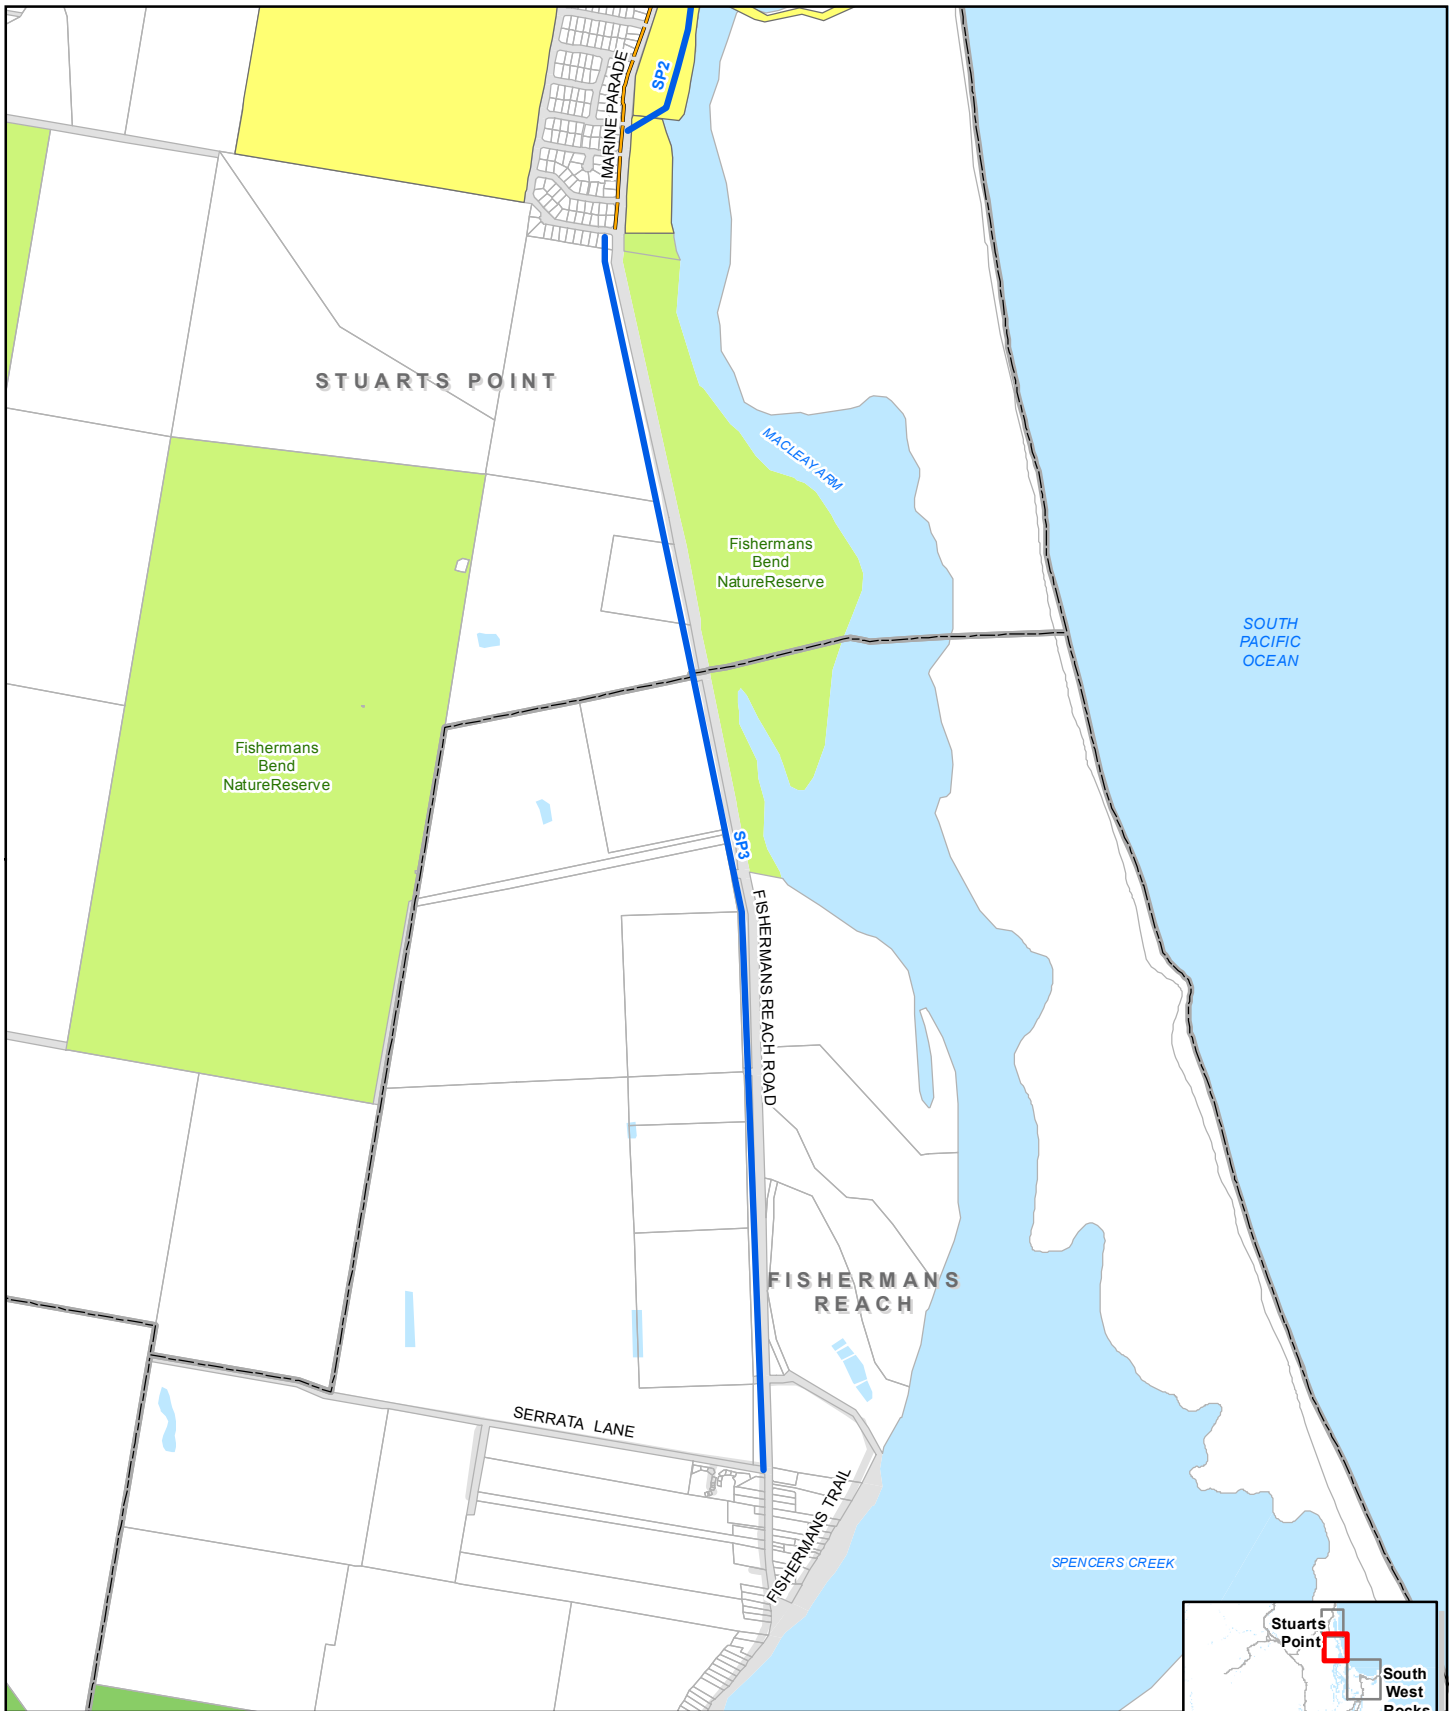 MARINE PARADE
SP2
STUARTS POINT
MACLEAY ARM
Fishermans
Bend
NatureReserve
SOUTH
PACIFIC
OCEAN
Fishermans
Bend
NatureReserve
SP3
FISHERMANS REACH ROAD
FISHERMANS
REACH
SERRATA LANE
FISHERMANS TRAIL
SPENCERS CREEK
Stuarts
Point
South
West
Rocks